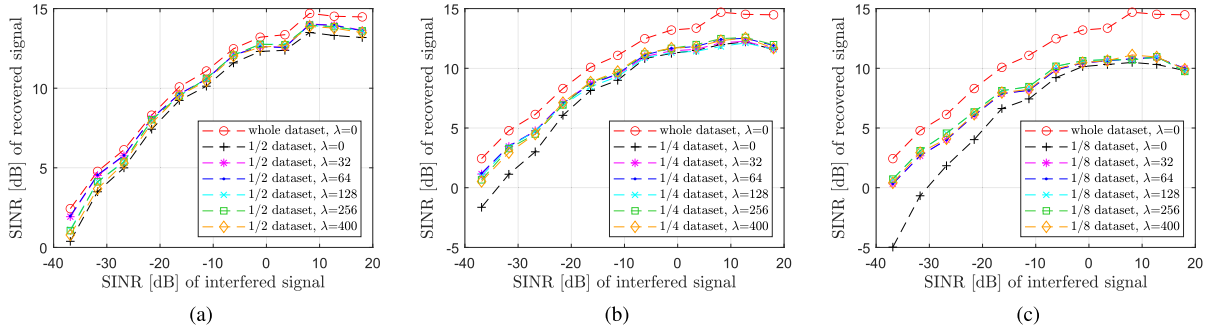 15
10
5
0
-40
-30
-20
-10
0
10
20
SINR [dB] of recovered signal
SINR [dB] of interfered signal
whole dataset, λ=0
1/2 dataset, λ=0
1/2 dataset, λ=32
1/2 dataset, λ=64
1/2 dataset, λ=128
1/2 dataset, λ=256
1/2 dataset, λ=400
(a)
15
10
5
0
-5
-40
-30
-20
-10
0
10
20
SINR [dB] of recovered signal
SINR [dB] of interfered signal
whole dataset, λ=0
1/4 dataset, λ=0
1/4 dataset, λ=32
1/4 dataset, λ=64
1/4 dataset, λ=128
1/4 dataset, λ=256
1/4 dataset, λ=400
(b)
15
10
5
0
-5
-40
-30
-20
-10
0
10
20
SINR [dB] of recovered signal
SINR [dB] of interfered signal
whole dataset, λ=0
1/8 dataset, λ=0
1/8 dataset, λ=32
1/8 dataset, λ=64
1/8 dataset, λ=128
1/8 dataset, λ=256
1/8 dataset, λ=400
(c)